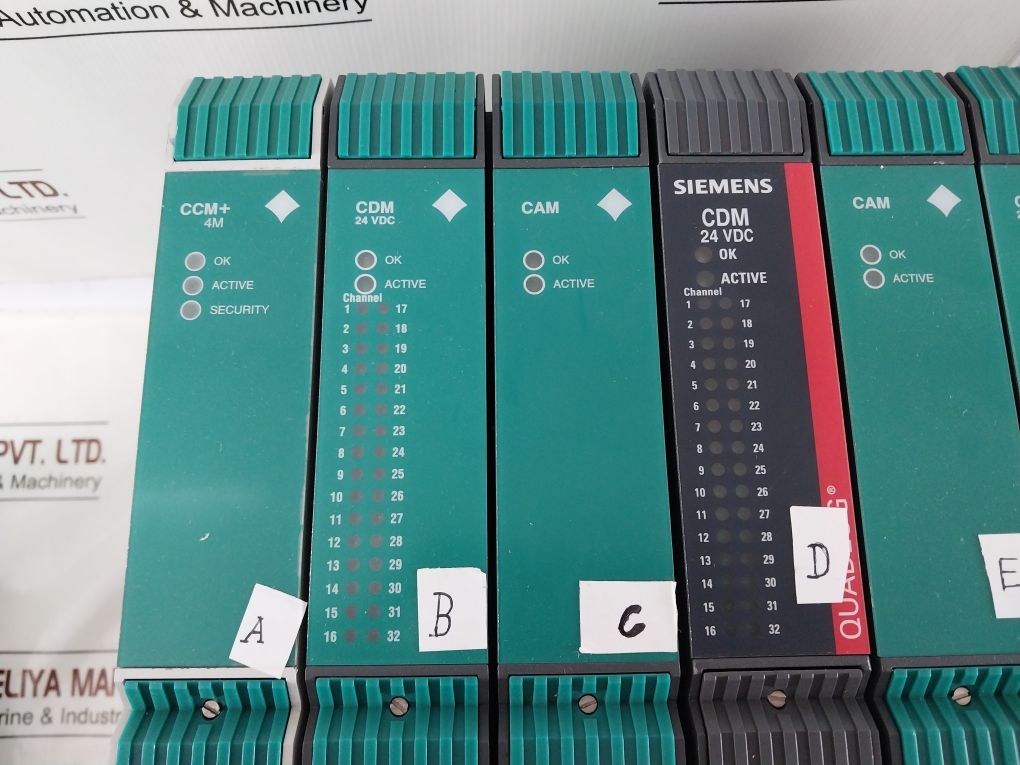 Automation & Machinery
LTD.
achinery
PVT. LTD.
& Machinery
ELIYA MA
rine & Industr
CCM+
4M
OK
ACTIVE
SECURITY
A
CDM
24 VDC
OK
ACTIVE
Channel
1 17
2 18
3 19
4 20
5 21
6 22
7 23
8 24
9 25
10 26
11 27
12 28
13 29
14 30
15 31
16 32
B
CAM
OK
ACTIVE
C
SIEMENS
CDM
24 VDC
OK
ACTIVE
Channel
1 17
2 18
3 19
4 20
5 21
6 22
7 23
8 24
9 25
10 26
11 27
12 28
13 29
14 30
15 31
16 32
D
CAM
OK
ACTIVE
E